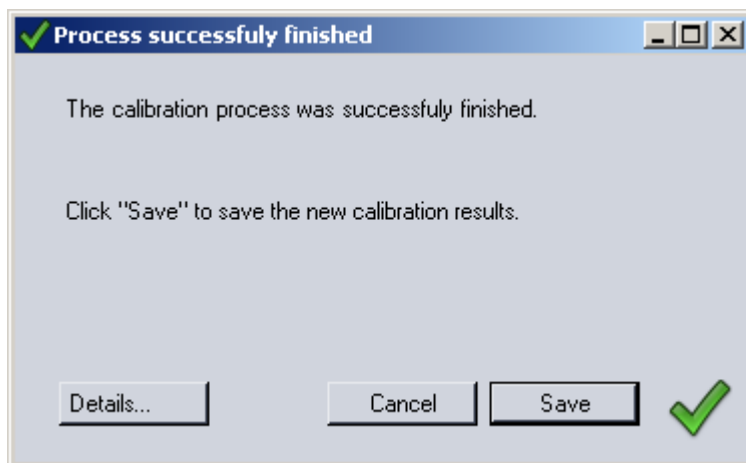 Process successfuly finished
The calibration process was successfuly finished.
Click "Save" to save the new calibration results.
Details...
Cancel
Save